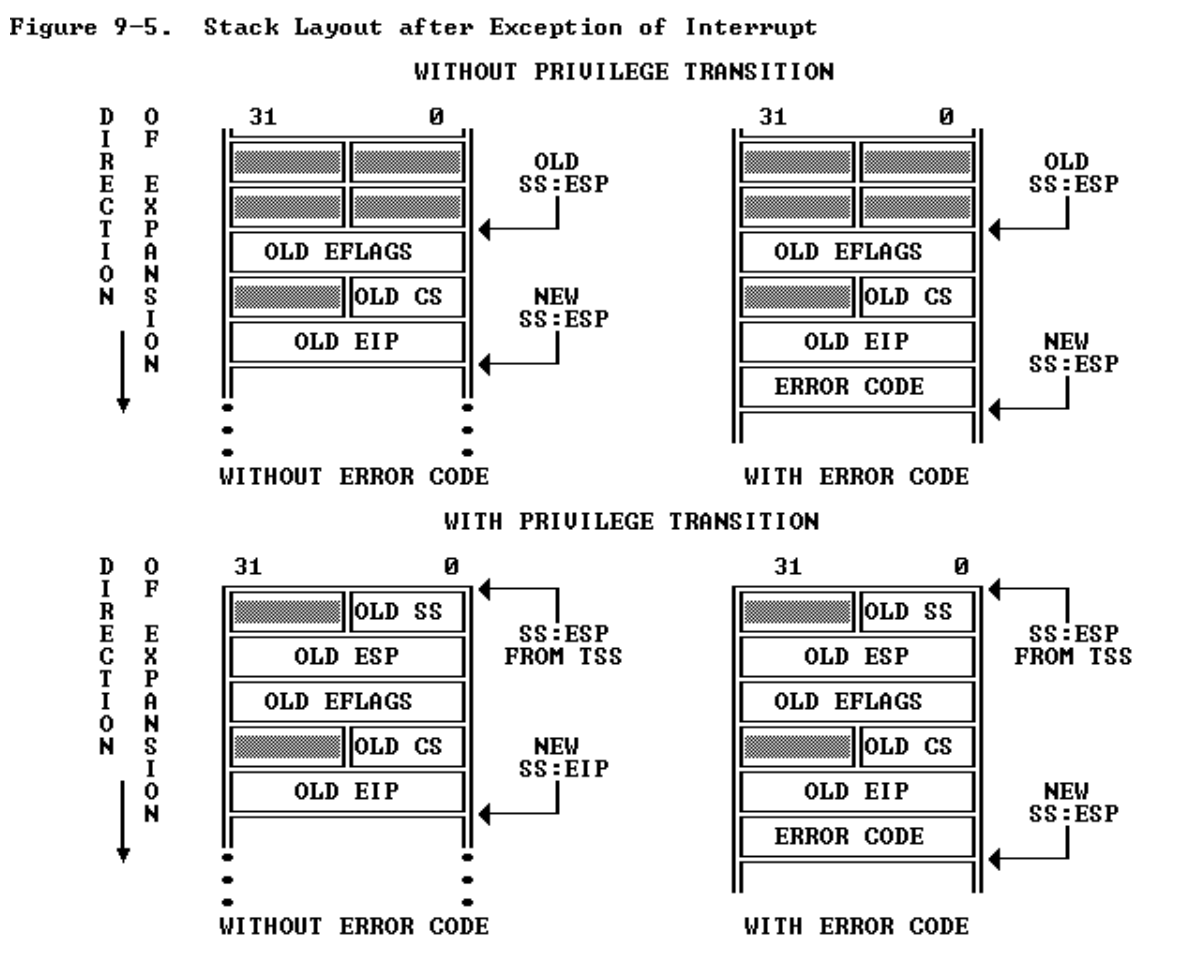 Figure 9-5. Stack Layout after Exception of Interrupt
WITHOUT PRIVILEGE TRANSITION
DIRECTION
OF EXPANSION
31 0
OLD
SS:ESP
OLD EFLAGS
OLD CS
NEW
SS:ESP
OLD EIP
WITHOUT ERROR CODE
31 0
OLD
SS:ESP
OLD EFLAGS
OLD CS
OLD EIP
NEW
SS:ESP
ERROR CODE
WITH ERROR CODE
WITH PRIVILEGE TRANSITION
DIRECTION
OF EXPANSION
31 0
OLD SS
SS:ESP
FROM TSS
OLD ESP
OLD EFLAGS
OLD CS
NEW
SS:EIP
OLD EIP
WITHOUT ERROR CODE
31 0
OLD SS
SS:ESP
FROM TSS
OLD ESP
OLD EFLAGS
OLD CS
OLD EIP
NEW
SS:ESP
ERROR CODE
WITH ERROR CODE